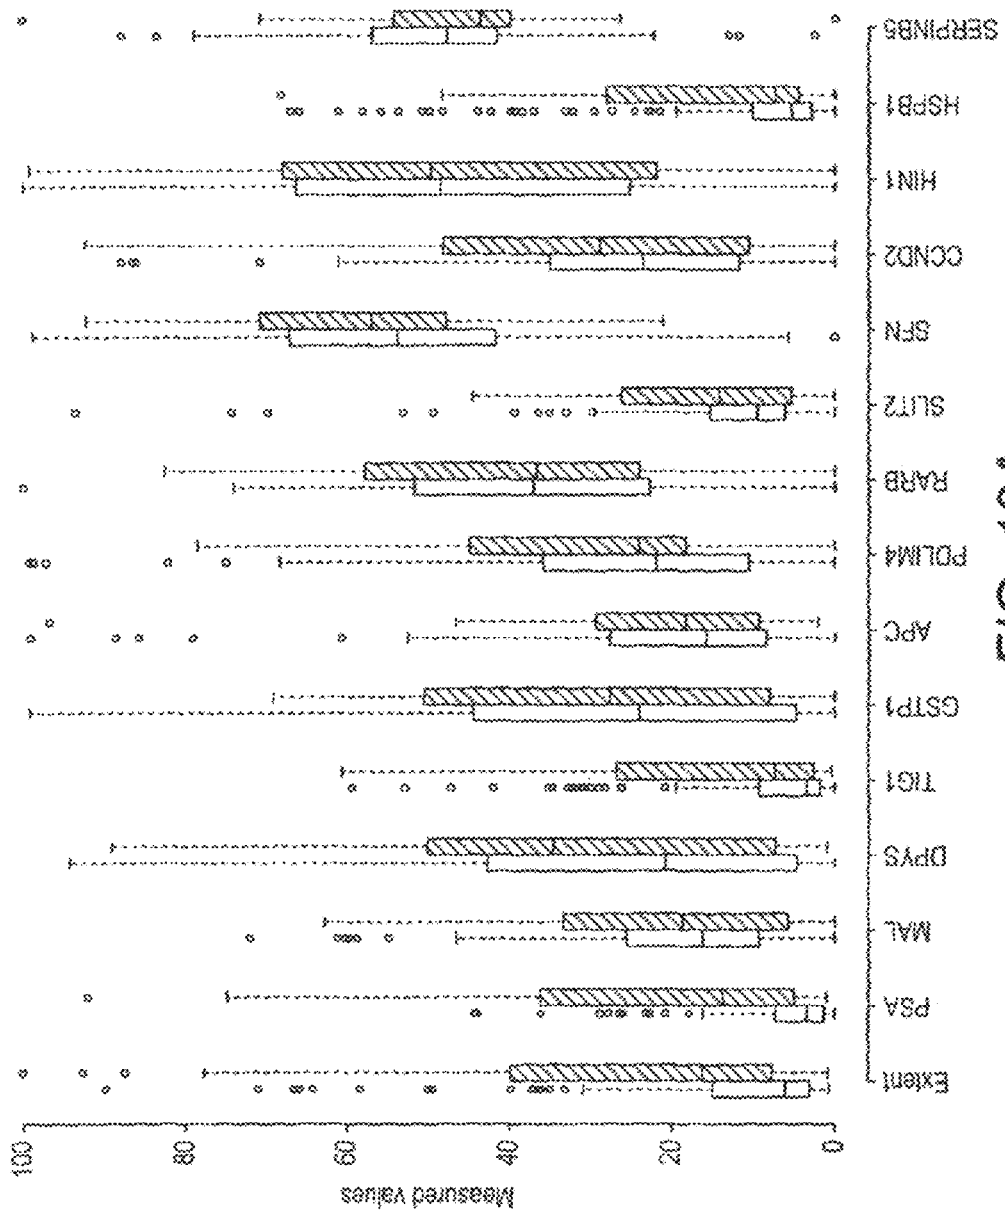 Measured values
100
80
60
40
20
0
Extent
PSA
MAL
DPYS
TIG1
GSTP1
APC
PDLIM4
RARB
SLIT2
SFN
CCND2
HIN1
HSPB1
SERPINB5
FIG.